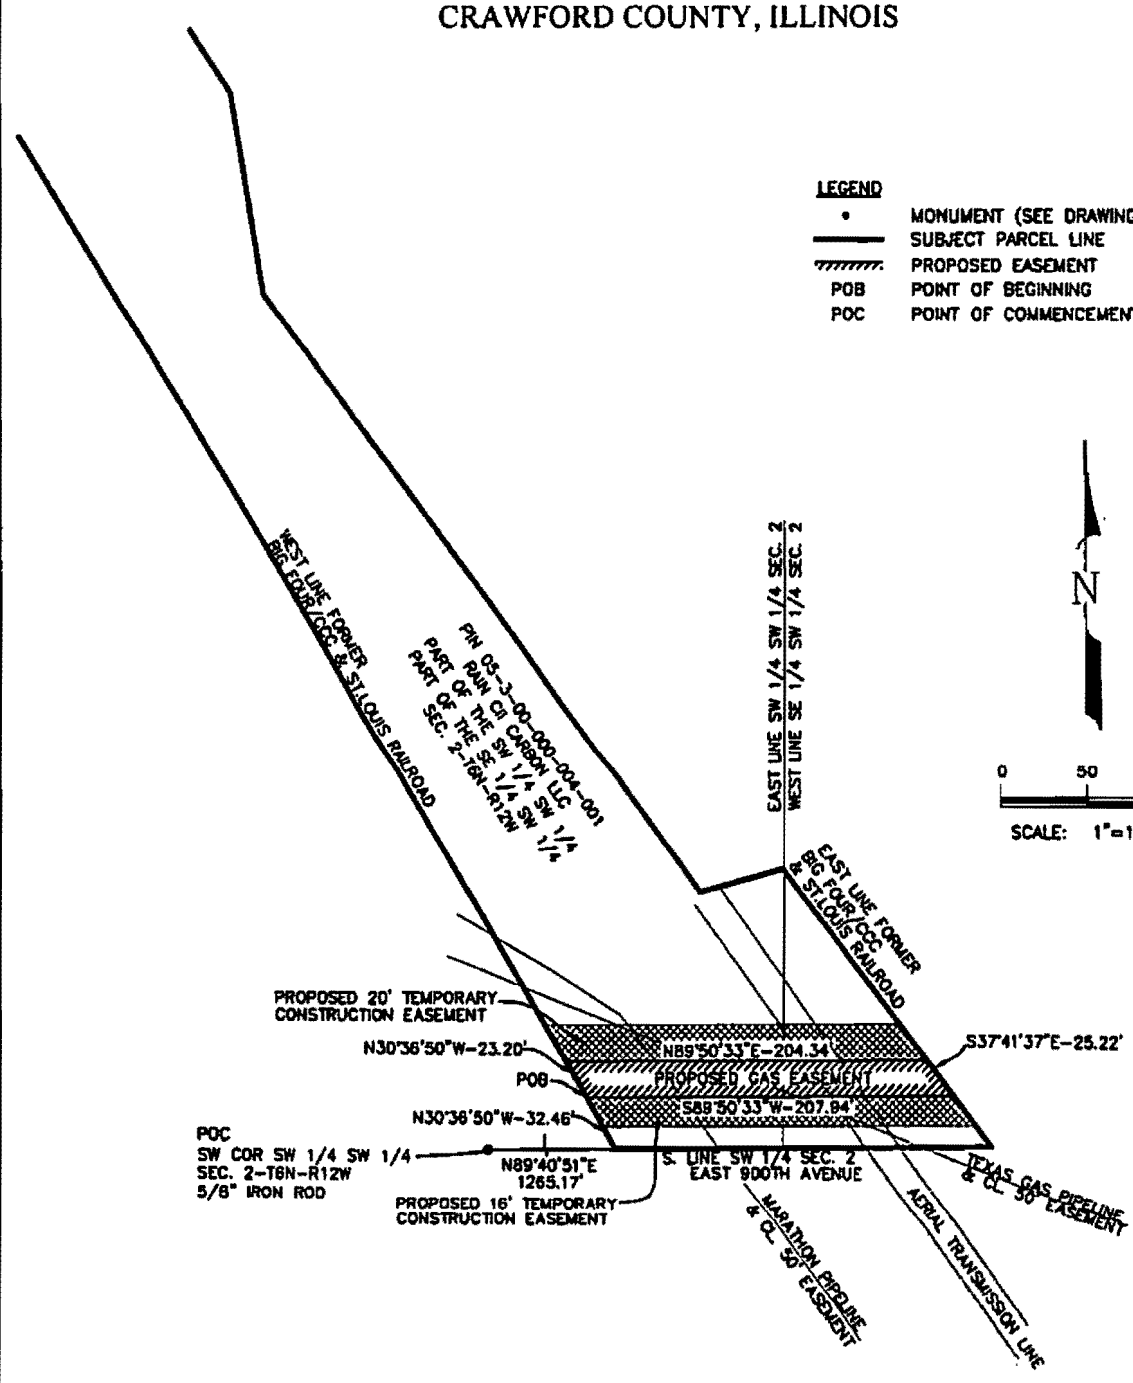 CRAWFORD COUNTY, ILLINOIS
LEGEND
MONUMENT (SEE DRAWING
SUBJECT PARCEL LINE
PROPOSED EASEMENT
POB POINT OF BEGINNING
POC POINT OF COMMENCEMENT
N
0 50
SCALE: 1"=1
EAST LINE SW 1/4 SW 1/4 SEC. 2
WEST LINE SE 1/4 SW 1/4 SEC. 2
WEST LINE FORMER
BIG FOUR/CCC & ST.LOUIS RAILROAD
PIN 05-3-00-000-004-001
RAIN CII CARBON LLC
PART OF THE SW 1/4 SW 1/4
PART OF THE SE 1/4 SW 1/4
SEC. 2-T6N-R12W
EAST LINE FORMER
BIG FOUR/CCC
& ST.LOUIS RAILROAD
PROPOSED 20' TEMPORARY
CONSTRUCTION EASEMENT
N30°36'50"W-23.20'
N89°50'33"E-204.34'
S37°41'37"E-25.22'
POB
PROPOSED GAS EASEMENT
N30°36'50"W-32.46'
S89°50'33"W-207.94'
POC
SW COR SW 1/4 SW 1/4
SEC. 2-T6N-R12W
5/8" IRON ROD
N89°40'51"E
1265.17'
S. LINE SW 1/4 SEC. 2
EAST 900TH AVENUE
PROPOSED 16' TEMPORARY
CONSTRUCTION EASEMENT
TEXAS GAS PIPELINE
& CL. 50' EASEMENT
MARATHON PIPELINE
& CL. 50' EASEMENT
AERIAL TRANSMISSION LINE